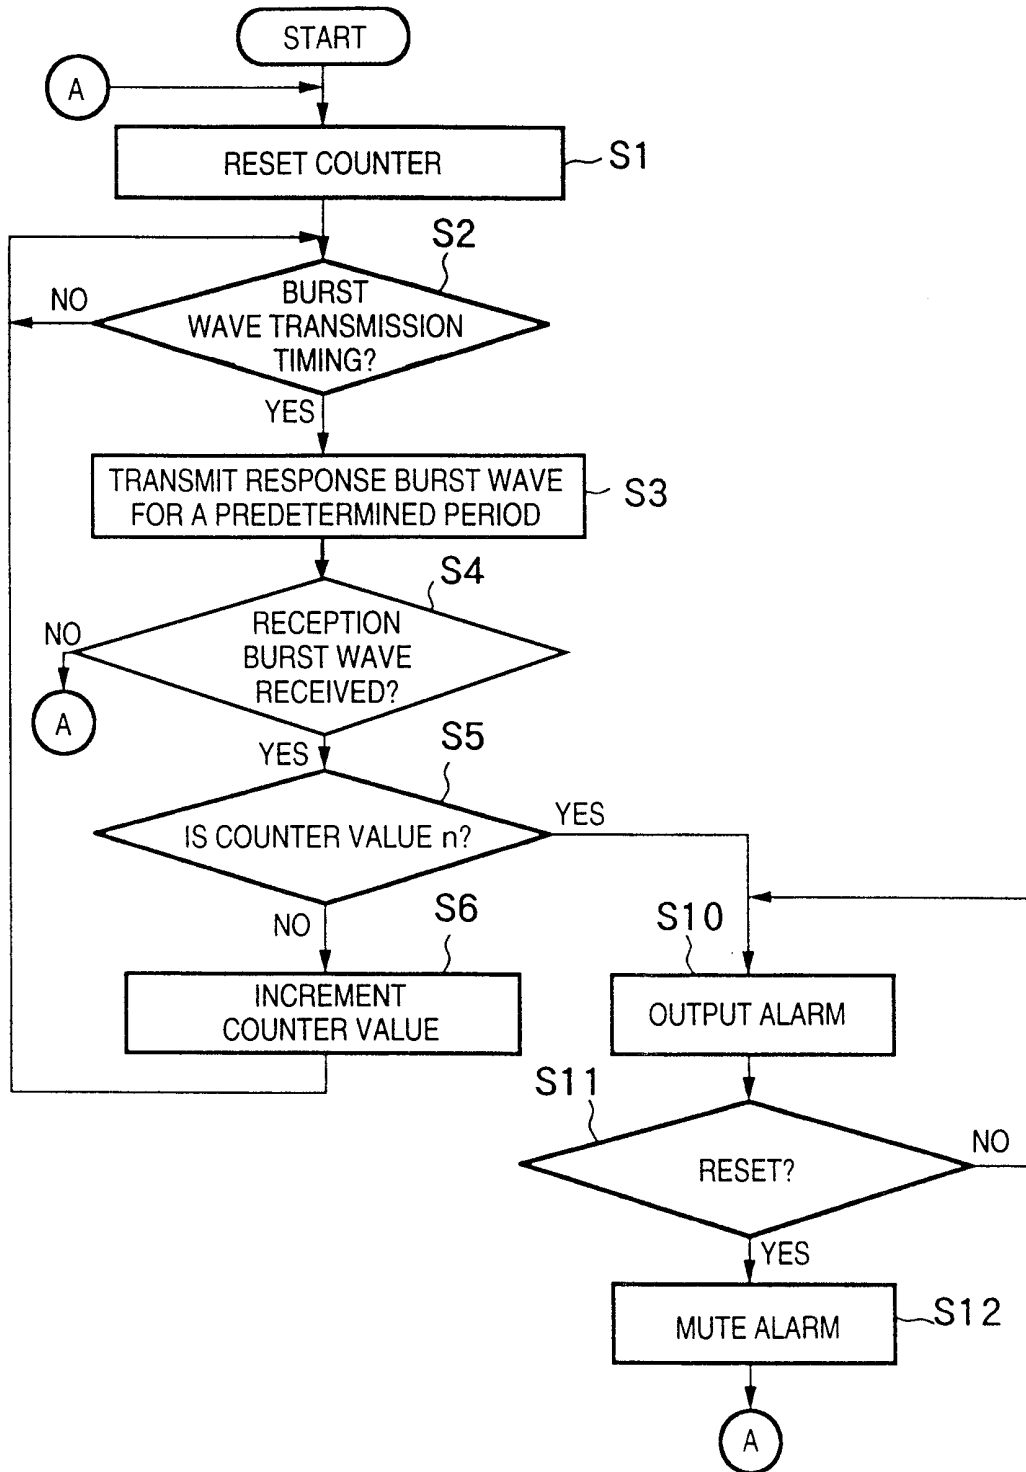 START
A
RESET COUNTER
S1
S2
NO
BURST
WAVE TRANSMISSION
TIMING?
YES
TRANSMIT RESPONSE BURST WAVE
FOR A PREDETERMINED PERIOD
S3
S4
NO
RECEPTION
BURST WAVE
RECEIVED?
A
YES
S5
IS COUNTER VALUE n?
YES
NO
S6
INCREMENT
COUNTER VALUE
S10
OUTPUT ALARM
S11
RESET?
NO
YES
MUTE ALARM
S12
A